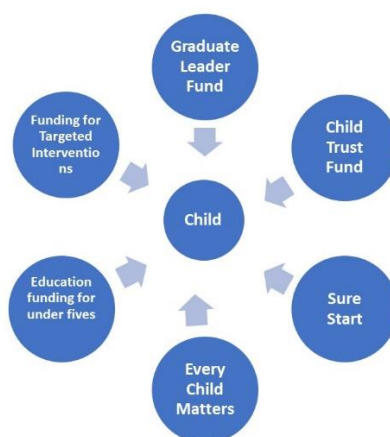 Graduate
Leader
Fund
Funding for
Targeted
Interventio
ns
Child
Trust
Fund
Child
Education
funding for
under fives
Sure
Start
Every
Child
Matters